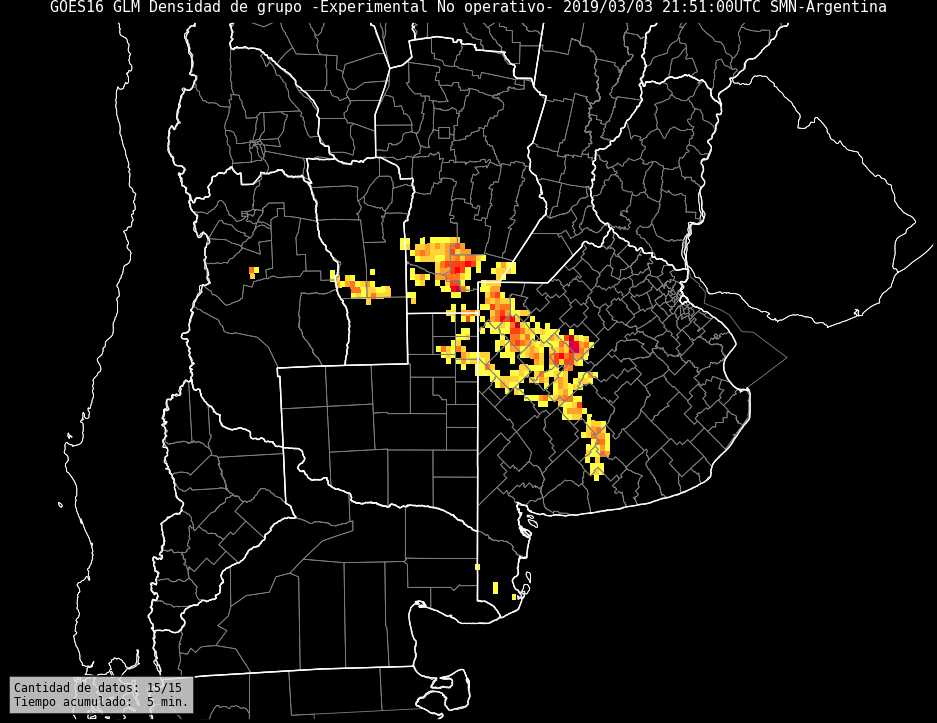 GOES16 GLM Densidad de grupo -Experimental No operativo- 2019/03/03 21:51:00UTC SMN-Argentina
Cantidad de datos: 15/15
Tiempo acumulado:  5 min.